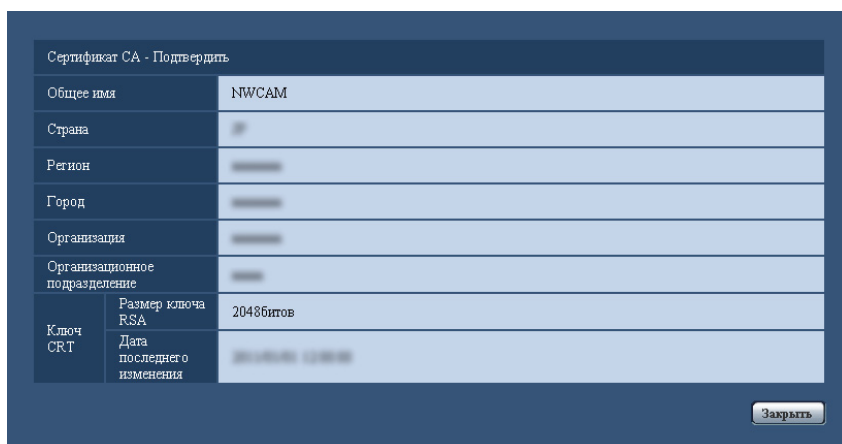 Сертификат CA - Подтвердить
Общее имя NWCAM
Страна
Регион
Город
Организация
Организационное
подразделение
Ключ
CRT
Размер ключа
RSA
2048битов
Дата
последнего
изменения
Закрыть